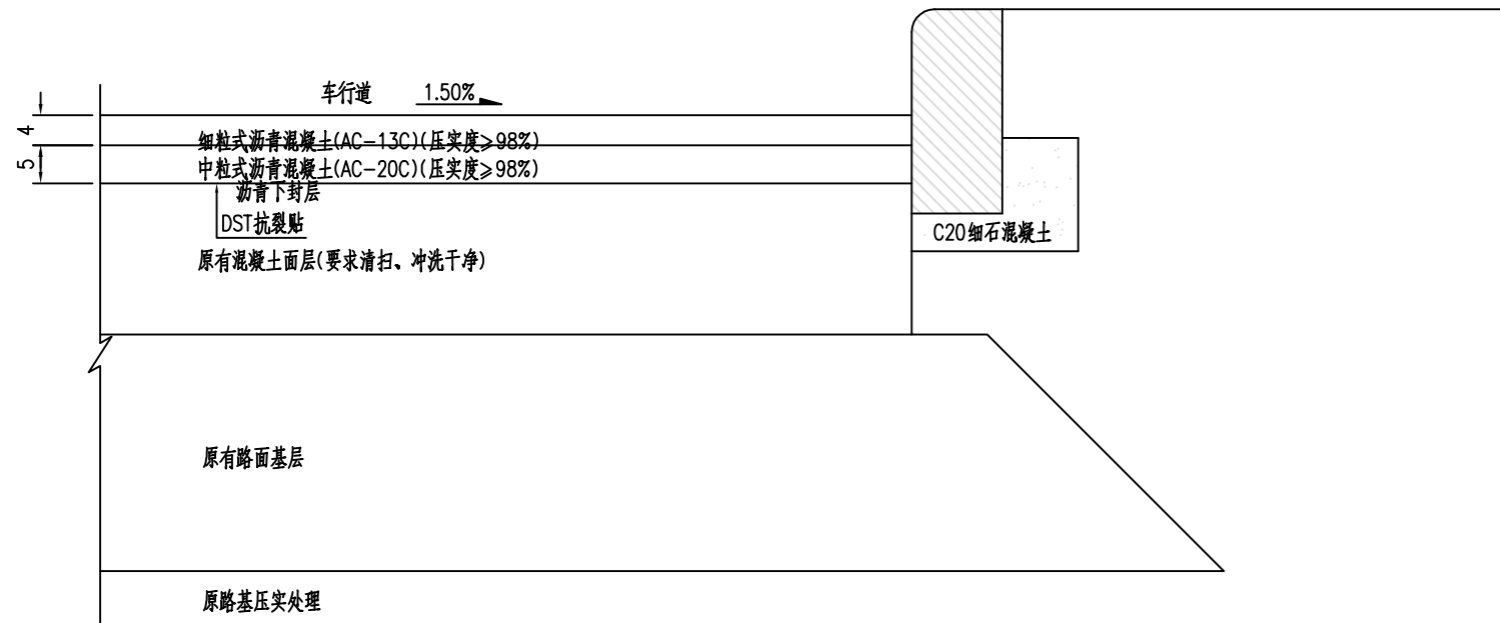 车行道 1.50%
4
细粒式沥青混凝土(AC-13C)(压实度≥98%)
5
中粒式沥青混凝土(AC-20C)(压实度≥98%)
沥青下封层
DST抗裂贴
C20细石混凝土
原有混凝土面层(要求清扫、冲洗干净)
原有路面基层
原路基压实处理